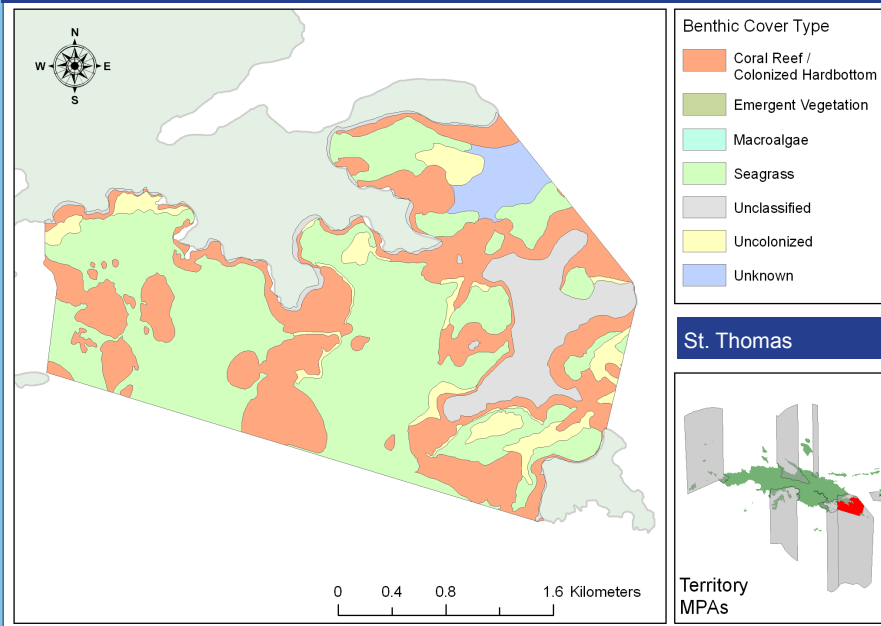 N
W E
S
0 0.4 0.8 1.6 Kilometers
Benthic Cover Type
Coral Reef /
Colonized Hardbottom
Emergent Vegetation
Macroalgae
Seagrass
Unclassified
Uncolonized
Unknown
St. Thomas
Territory
MPAs